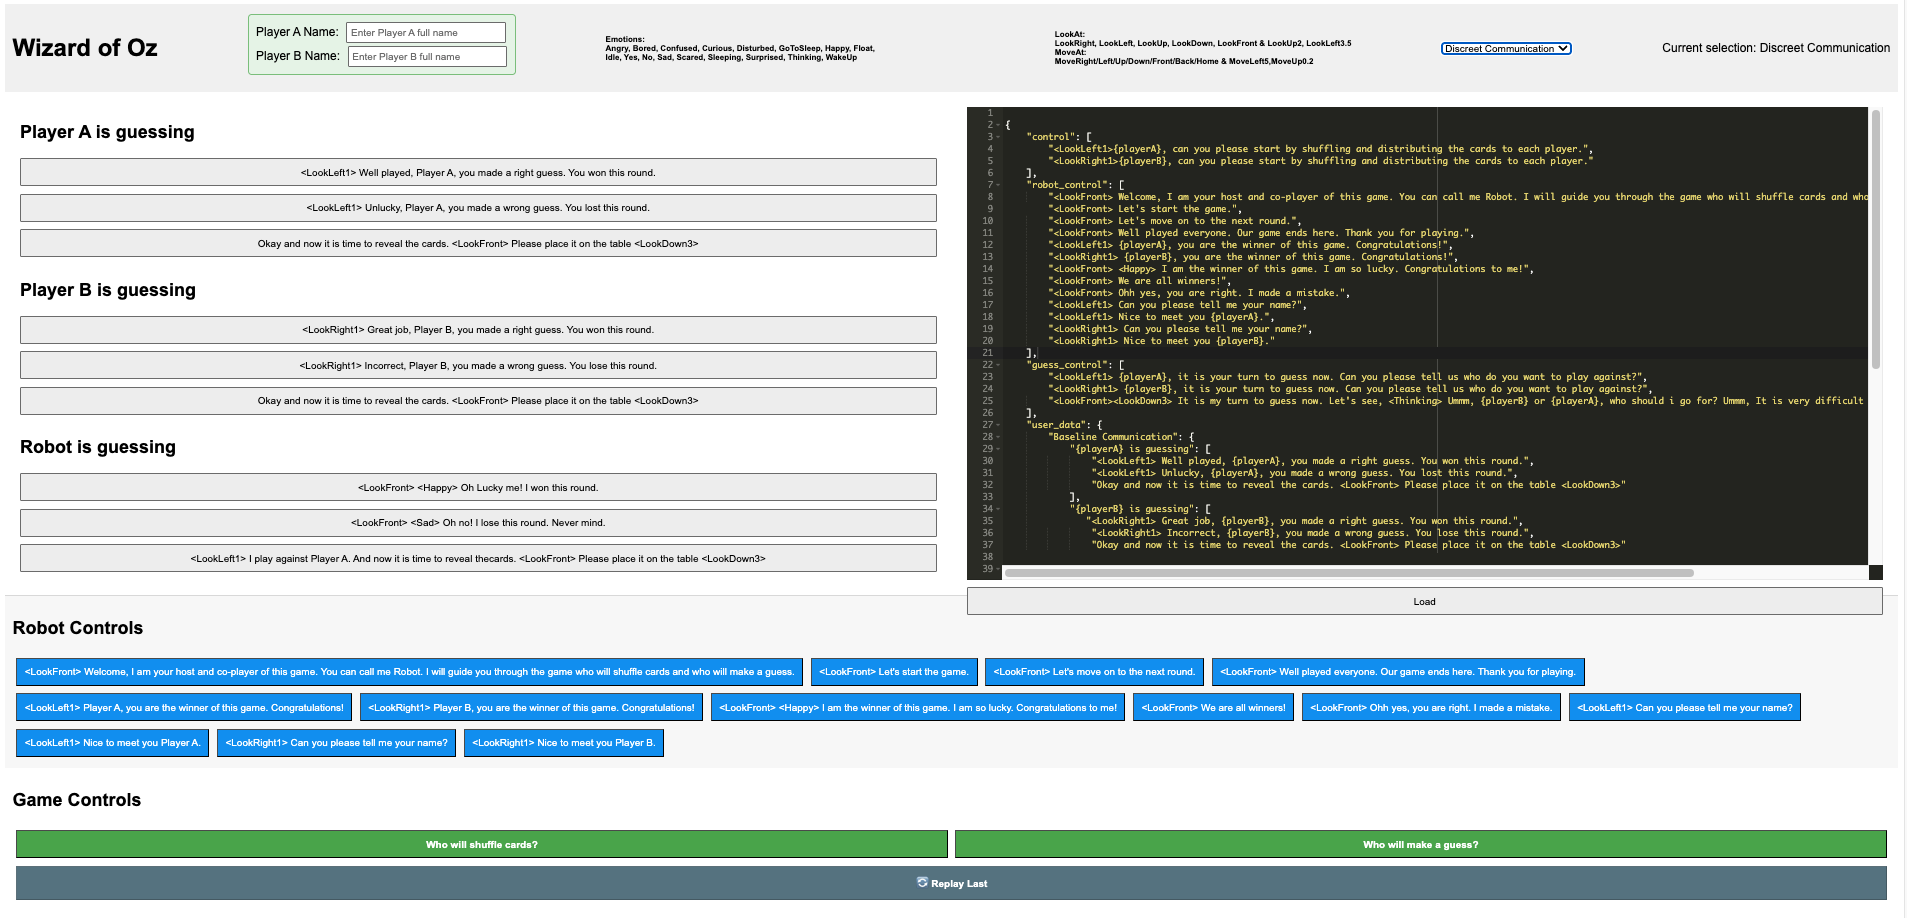 Wizard of Oz
Player A Name: Enter Player A full name
Player B Name: Enter Player B full name
Emotions:
Angry, Bored, Confused, Curious, Disturbed, GoToSleep, Happy, Float,
Idle, Yes, No, Sad, Scared, Sleeping, Surprised, Thinking, WakeUp
LookAt:
LookRight, LookLeft, LookUp, LookDown, LookFront & LookUp2, LookLeft3.5
MoveAt:
MoveRight/Left/Up/Down/Front/Back/Home & MoveLeft5,MoveUp0.2
Discreet Communication
Current selection: Discreet Communication
Player A is guessing
<LookLeft1> Well played, Player A, you made a right guess. You won this round.
<LookLeft1> Unlucky, Player A, you made a wrong guess. You lost this round.
Okay and now it is time to reveal the cards. <LookFront> Please place it on the table <LookDown3>
Player B is guessing
<LookRight1> Great job, Player B, you made a right guess. You won this round.
<LookRight1> Incorrect, Player B, you made a wrong guess. You lose this round.
Okay and now it is time to reveal the cards. <LookFront> Please place it on the table <LookDown3>
Robot is guessing
<LookFront> <Happy> Oh Lucky me! I won this round.
<LookFront> <Sad> Oh no! I lose this round. Never mind.
<LookLeft1> I play against Player A. And now it is time to reveal thecards. <LookFront> Please place it on the table <LookDown3>
1
2 {
3 "control": [
4 "<LookLeft1>{playerA}, can you please start by shuffling and distributing the cards to each player.",
5 "<LookRight1>{playerB}, can you please start by shuffling and distributing the cards to each player."
6 ],
7 "robot_control": [
8 "<LookFront> Welcome, I am your host and co-player of this game. You can call me Robot. I will guide you through the game who will shuffle cards and who
9 "<LookFront> Let's start the game.",
10 "<LookFront> Let's move on to the next round.",
11 "<LookFront> Well played everyone. Our game ends here. Thank you for playing.",
12 "<LookLeft1> {playerA}, you are the winner of this game. Congratulations!",
13 "<LookRight1> {playerB}, you are the winner of this game. Congratulations!",
14 "<LookFront> <Happy> I am the winner of this game. I am so lucky. Congratulations to me!",
15 "<LookFront> We are all winners!",
16 "<LookFront> Ohh yes, you are right. I made a mistake.",
17 "<LookLeft1> Can you please tell me your name?",
18 "<LookLeft1> Nice to meet you {playerA}.",
19 "<LookRight1> Can you please tell me your name?",
20 "<LookRight1> Nice to meet you {playerB}."
21 ],
22 "guess_control": [
23 "<LookLeft1> {playerA}, it is your turn to guess now. Can you please tell us who do you want to play against?",
24 "<LookRight1> {playerB}, it is your turn to guess now. Can you please tell us who do you want to play against?",
25 "<LookFront><LookDown3> It is my turn to guess now. Let's see, <Thinking> Ummm, {playerB} or {playerA}, who should i go for? Ummm, It is very difficult
26 ],
27 "user_data": {
28 "Baseline Communication": {
29 "{playerA} is guessing": [
30 "<LookLeft1> Well played, {playerA}, you made a right guess. You won this round.",
31 "<LookLeft1> Unlucky, {playerA}, you made a wrong guess. You lost this round.",
32 "Okay and now it is time to reveal the cards. <LookFront> Please place it on the table <LookDown3>"
33 ],
34 "{playerB} is guessing": [
35 "<LookRight1> Great job, {playerB}, you made a right guess. You won this round.",
36 "<LookRight1> Incorrect, {playerB}, you made a wrong guess. You lose this round.",
37 "Okay and now it is time to reveal the cards. <LookFront> Please place it on the table <LookDown3>"
38
39
Load
Robot Controls
<LookFront> Welcome, I am your host and co-player of this game. You can call me Robot. I will guide you through the game who will shuffle cards and who will make a guess.
<LookFront> Let's start the game.
<LookFront> Let's move on to the next round.
<LookFront> Well played everyone. Our game ends here. Thank you for playing.
<LookLeft1> Player A, you are the winner of this game. Congratulations!
<LookRight1> Player B, you are the winner of this game. Congratulations!
<LookFront> <Happy> I am the winner of this game. I am so lucky. Congratulations to me!
<LookFront> We are all winners!
<LookFront> Ohh yes, you are right. I made a mistake.
<LookLeft1> Can you please tell me your name?
<LookLeft1> Nice to meet you Player A.
<LookRight1> Can you please tell me your name?
<LookRight1> Nice to meet you Player B.
Game Controls
Who will shuffle cards?
Who will make a guess?
Replay Last